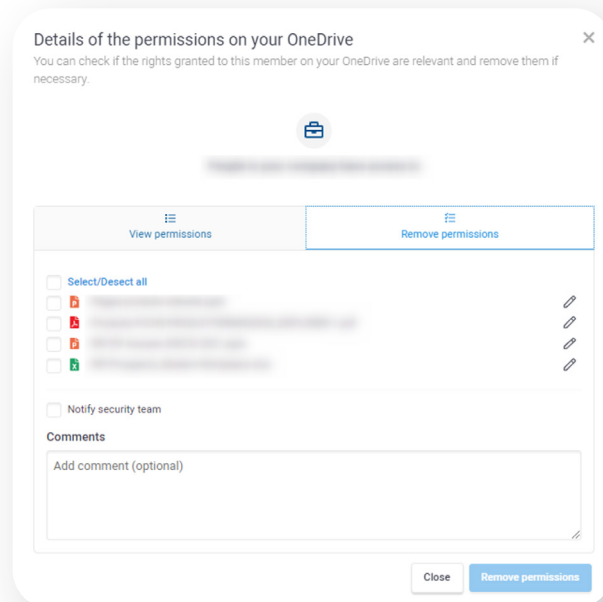 Details of the permissions on your OneDrive
You can check if the rights granted to this member on your OneDrive are relevant and remove them if
necessary.
View permissions
Remove permissions
Select/Desect all
Notify security team
Comments
Add comment (optional)
Close
Remove permissions